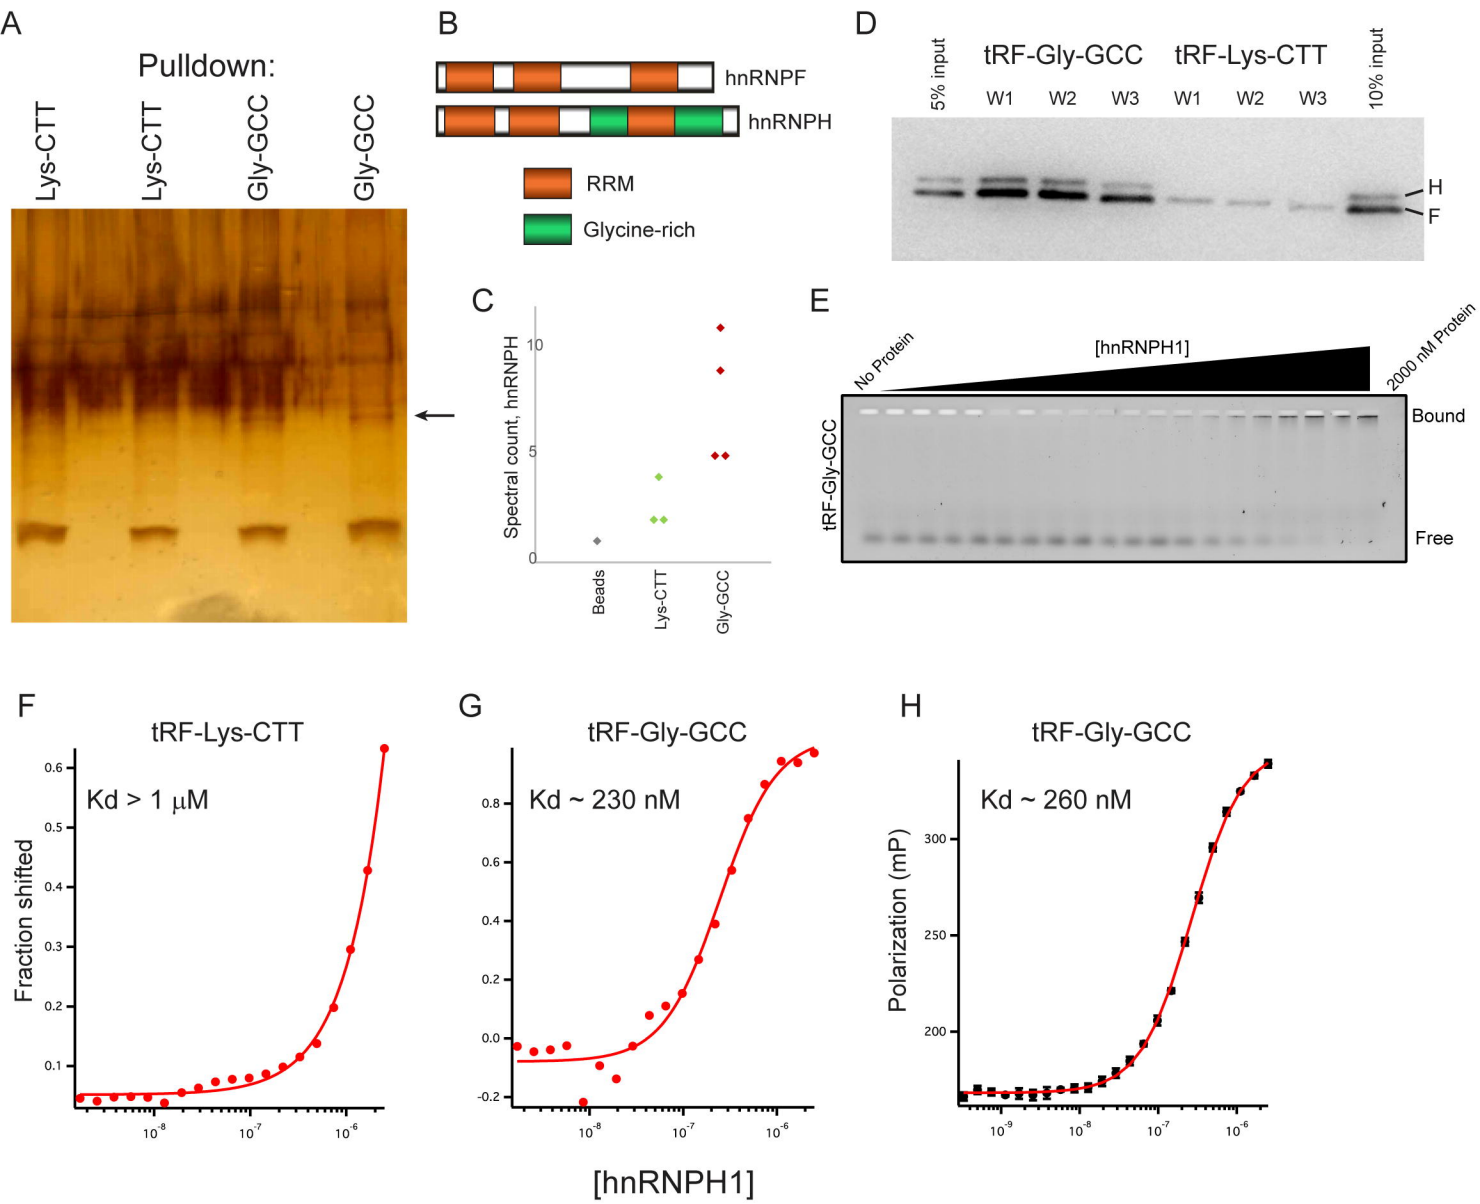 A
Pulldown:
Lys-CTT
Lys-CTT
Gly-GCC
Gly-GCC
B
hnRNPF
hnRNPH
RRM
Glycine-rich
C
Spectral count, hnRNPH
10
5
0
Beads
Lys-CTT
Gly-GCC
D
5% input
tRF-Gly-GCC
tRF-Lys-CTT
10% input
W1 W2 W3 W1 W2 W3
H
F
E
No Protein
[hnRNPH1]
2000 nM Protein
tRF-Gly-GCC
Bound
Free
F
tRF-Lys-CTT
Kd > 1 μM
Fraction shifted
0.6
0.5
0.4
0.3
0.2
0.1
10-8 10-7 10-6
G
tRF-Gly-GCC
Kd ~ 230 nM
0.8
0.6
0.4
0.2
0.0
-0.2
10-8 10-7 10-6
[hnRNPH1]
H
tRF-Gly-GCC
Kd ~ 260 nM
Polarization (mP)
300
250
200
10-9 10-8 10-7 10-6